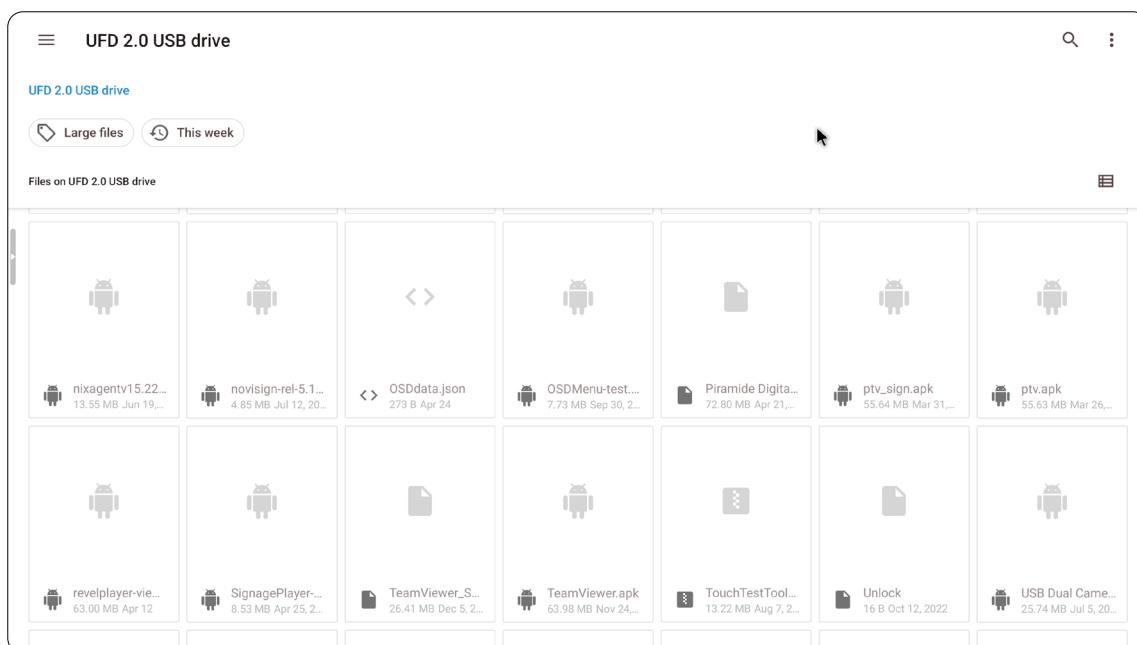 UFD 2.0 USB drive
UFD 2.0 USB drive
Large files
This week
Files on UFD 2.0 USB drive
nixagentv15.22...
13.55 MB Jun 19,...
novisign-rel-5.1...
4.85 MB Jul 12, 20...
OSDdata.json
273 B Apr 24
OSDMenu-test....
7.73 MB Sep 30, 2...
Piramide Digita...
72.80 MB Apr 21,...
ptv_sign.apk
55.64 MB Mar 31,...
ptv.apk
55.63 MB Mar 26,...
revelplayer-vie...
63.00 MB Apr 12
SignagePlayer-...
8.53 MB Apr 25, 2...
TeamViewer_S...
26.41 MB Dec 5, 2...
TeamViewer.apk
63.98 MB Nov 24,...
TouchTestTool...
13.22 MB Aug 7, 2...
Unlock
16 B Oct 12, 2022
USB Dual Came...
25.74 MB Jul 5, 20...